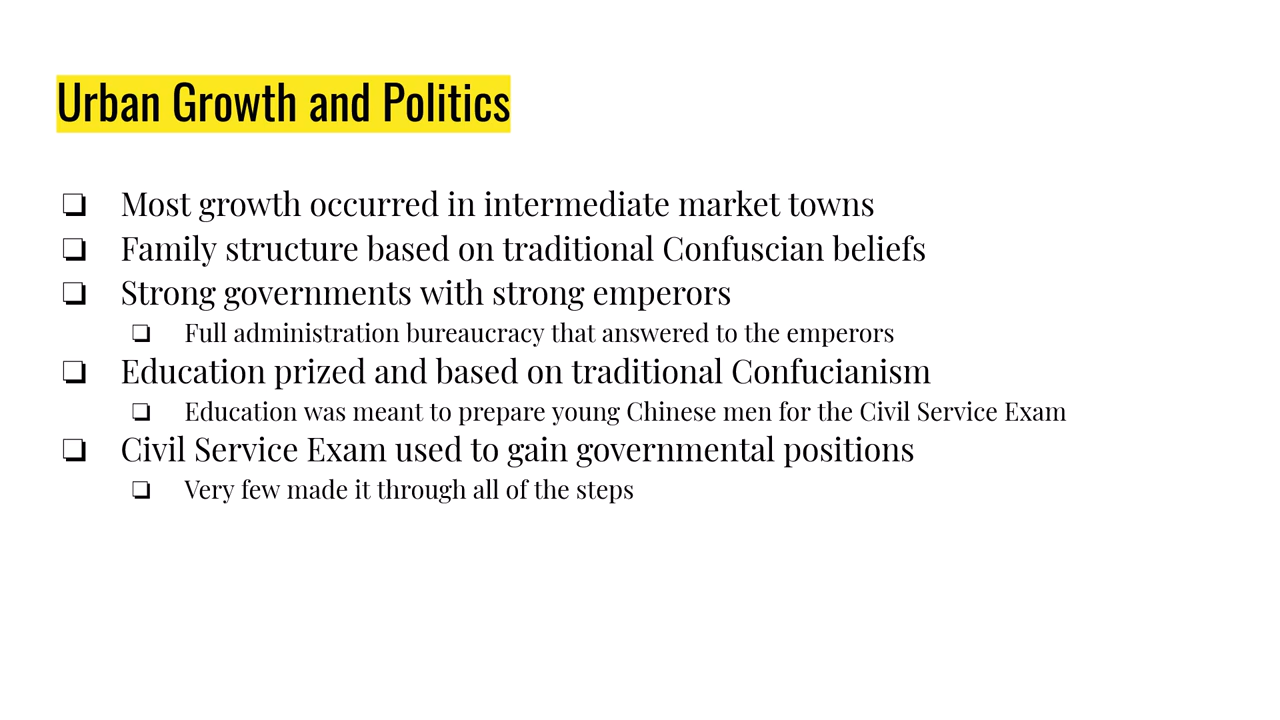 Urban Growth and Politics
❏ Most growth occurred in intermediate market towns
❏ Family structure based on traditional Confuscian beliefs
❏ Strong governments with strong emperors
❏ Full administration bureaucracy that answered to the emperors
❏ Education prized and based on traditional Confucianism
❏ Education was meant to prepare young Chinese men for the Civil Service Exam
❏ Civil Service Exam used to gain governmental positions
❏ Very few made it through all of the steps